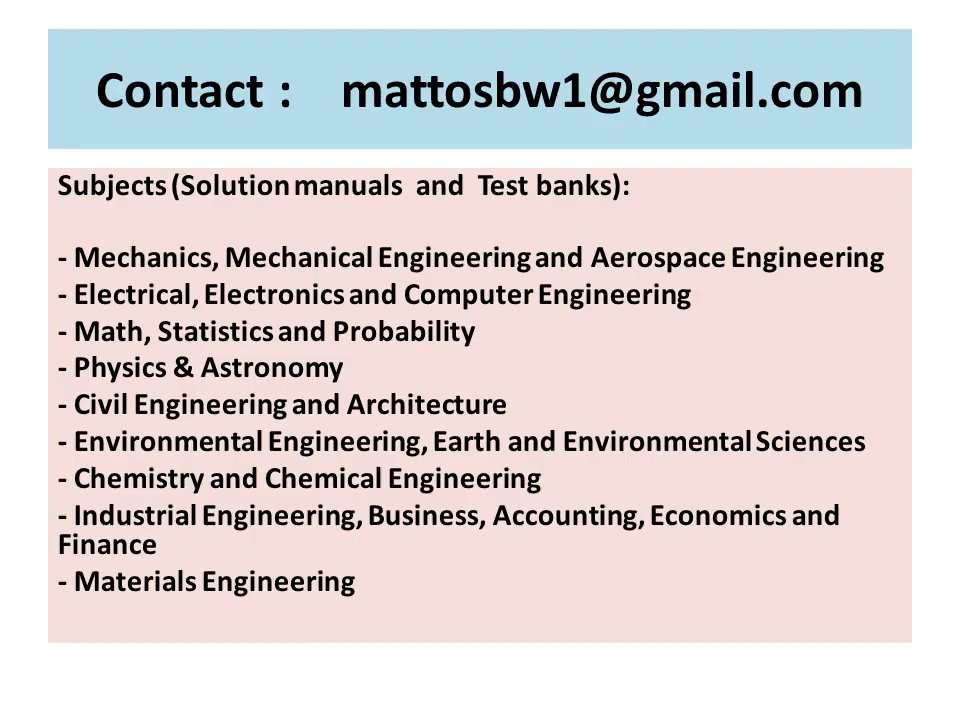 Contact : mattosbw1@gmail.com
Subjects (Solution manuals and Test banks):
- Mechanics, Mechanical Engineering and Aerospace Engineering
- Electrical, Electronics and Computer Engineering
- Math, Statistics and Probability
- Physics & Astronomy
- Civil Engineering and Architecture
- Environmental Engineering, Earth and Environmental Sciences
- Chemistry and Chemical Engineering
- Industrial Engineering, Business, Accounting, Economics and
Finance
- Materials Engineering